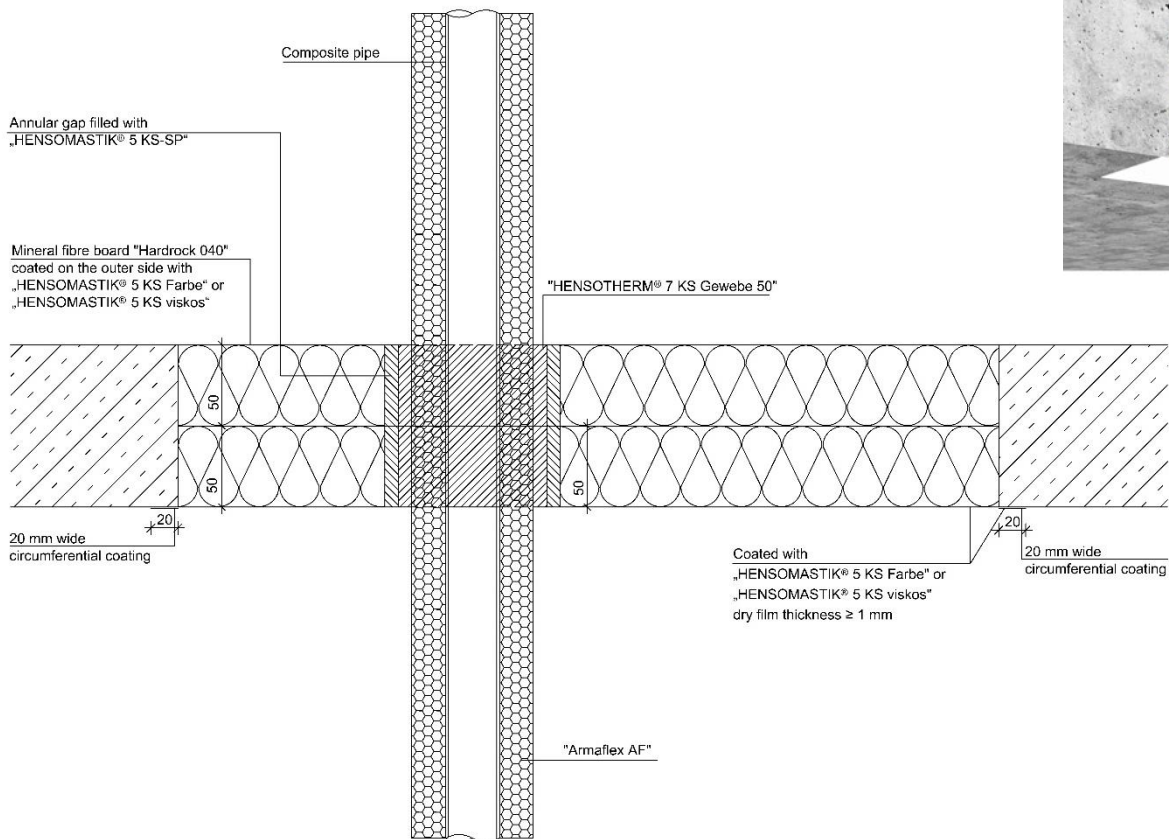 Composite pipe
Annular gap filled with
„HENSOMASTIK® 5 KS-SP“
Mineral fibre board "Hardrock 040"
coated on the outer side with
„HENSOMASTIK® 5 KS Farbe“ or
„HENSOMASTIK® 5 KS viskos“
"HENSOTHERM® 7 KS Gewebe 50"
50
50
50
20
20 mm wide
circumferential coating
20
20 mm wide
circumferential coating
Coated with
„HENSOMASTIK® 5 KS Farbe" or
„HENSOMASTIK® 5 KS viskos"
dry film thickness ≥ 1 mm
"Armaflex AF"